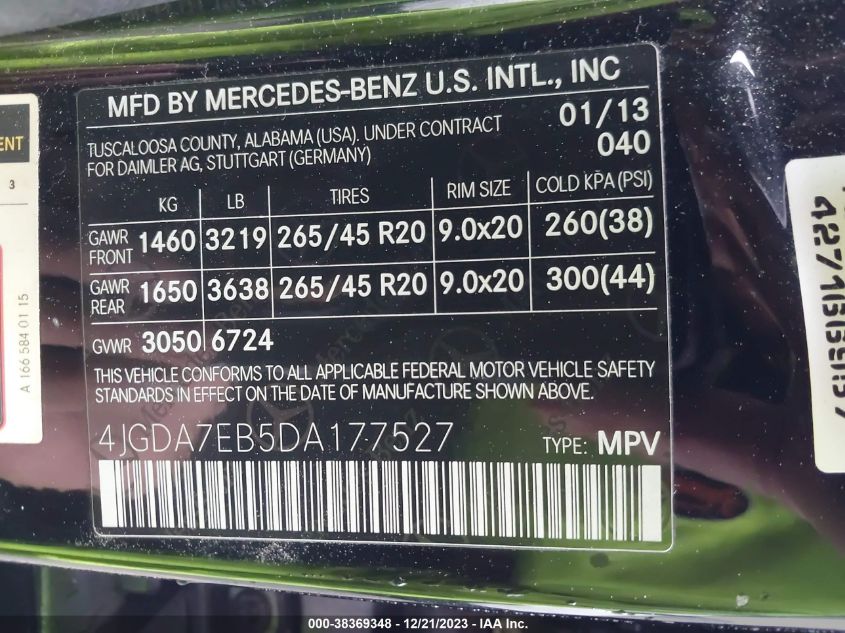 MFD BY MERCEDES-BENZ U.S. INTL., INC
TUSCALOOSA COUNTY, ALABAMA (USA). UNDER CONTRACT
FOR DAIMLER AG, STUTTGART (GERMANY)
01/13
040
KG LB TIRES RIM SIZE COLD KPA(PSI)
GAWR FRONT 1460 3219 265/45 R20 9.0x20 260(38)
GAWR REAR 1650 3638 265/45 R20 9.0x20 300(44)
GVWR 3050 6724
THIS VEHICLE CONFORMS TO ALL APPLICABLE FEDERAL MOTOR VEHICLE SAFETY
STANDARDS IN EFFECT ON THE DATE OF MANUFACTURE SHOWN ABOVE.
4JGDA7EB5DA177527 TYPE: MPV
3
A 166 584 01 15
000-38369348 - 12/21/2023 - IAA Inc.